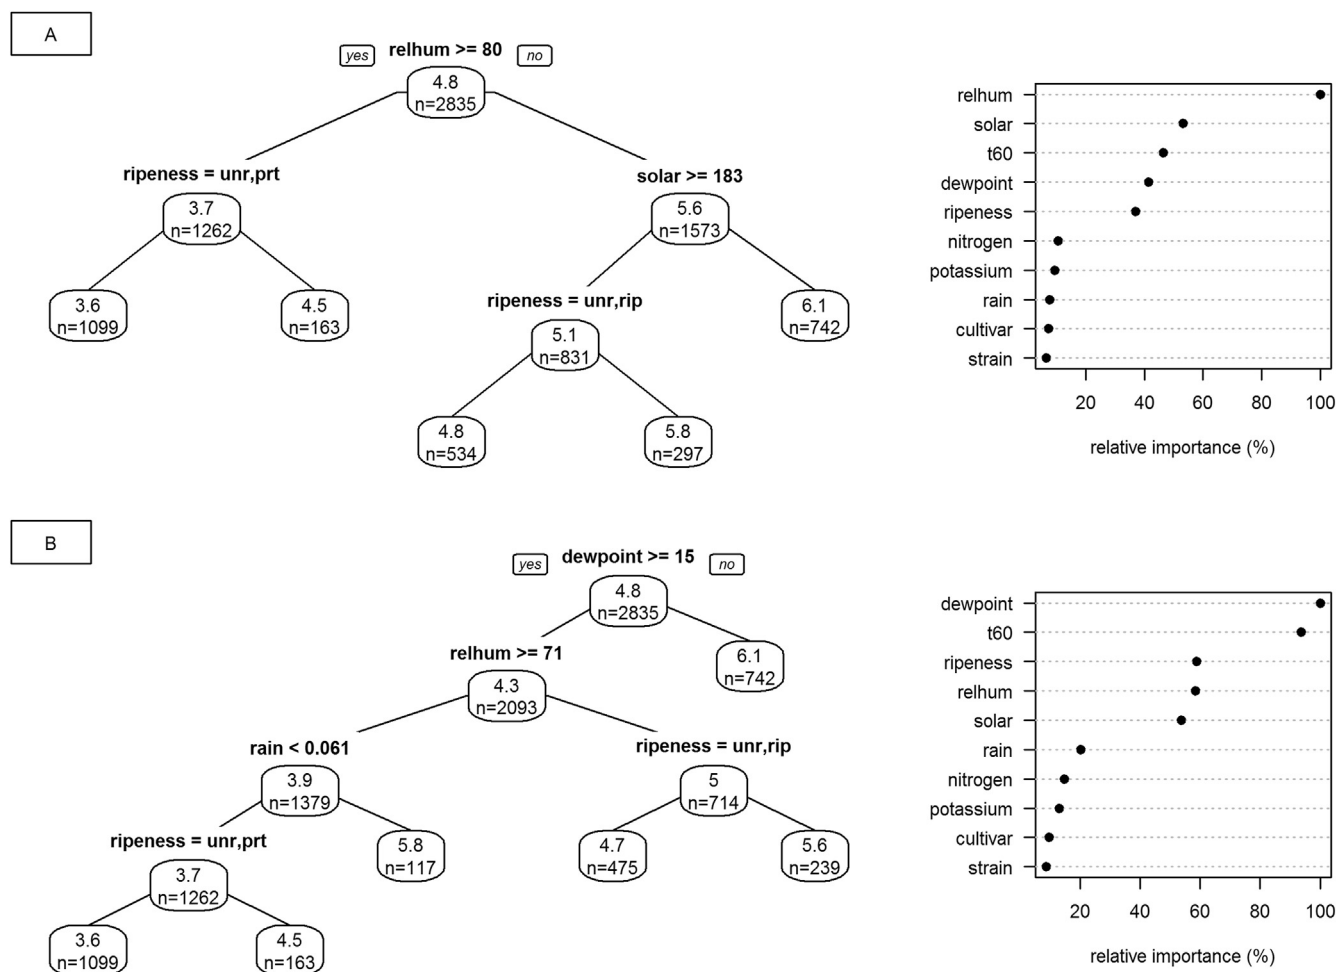 A
yes
relhum >= 80
no
4.8
n=2835
ripeness = unr,prt
solar >= 183
3.7
n=1262
5.6
n=1573
ripeness = unr,rip
3.6
n=1099
4.5
n=163
5.1
n=831
6.1
n=742
4.8
n=534
5.8
n=297
relhum
solar
t60
dewpoint
ripeness
nitrogen
potassium
rain
cultivar
strain
20 40 60 80 100
relative importance (%)
B
yes
dewpoint >= 15
no
4.8
n=2835
relhum >= 71
6.1
n=742
4.3
n=2093
rain < 0.061
ripeness = unr,rip
3.9
n=1379
5
n=714
ripeness = unr,prt
5.8
n=117
4.7
n=475
5.6
n=239
3.7
n=1262
3.6
n=1099
4.5
n=163
dewpoint
t60
ripeness
relhum
solar
rain
nitrogen
potassium
cultivar
strain
20 40 60 80 100
relative importance (%)